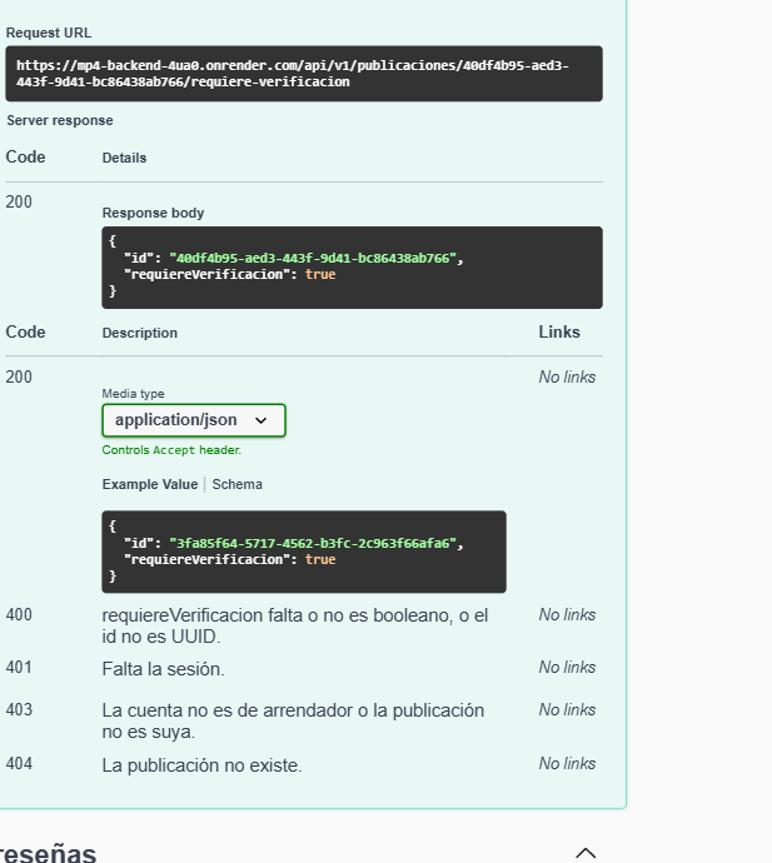 Request URL
https://mp4-backend-4ua0.onrender.com/api/v1/publicaciones/40df4b95-aed3-
443f-9d41-bc86438ab766/requiere-verificacion
Server response
Code Details
200
Response body
{
"id": "40df4b95-aed3-443f-9d41-bc86438ab766",
"requiereVerificacion": true
}
Code Description Links
200 No links
Media type
application/json
Controls Accept header.
Example Value | Schema
{
"id": "3fa85f64-5717-4562-b3fc-2c963f66afa6",
"requiereVerificacion": true
}
400 requiereVerificacion falta o no es booleano, o el No links
id no es UUID.
401 Falta la sesión. No links
403 La cuenta no es de arrendador o la publicación No links
no es suya.
404 La publicación no existe. No links
reseñas